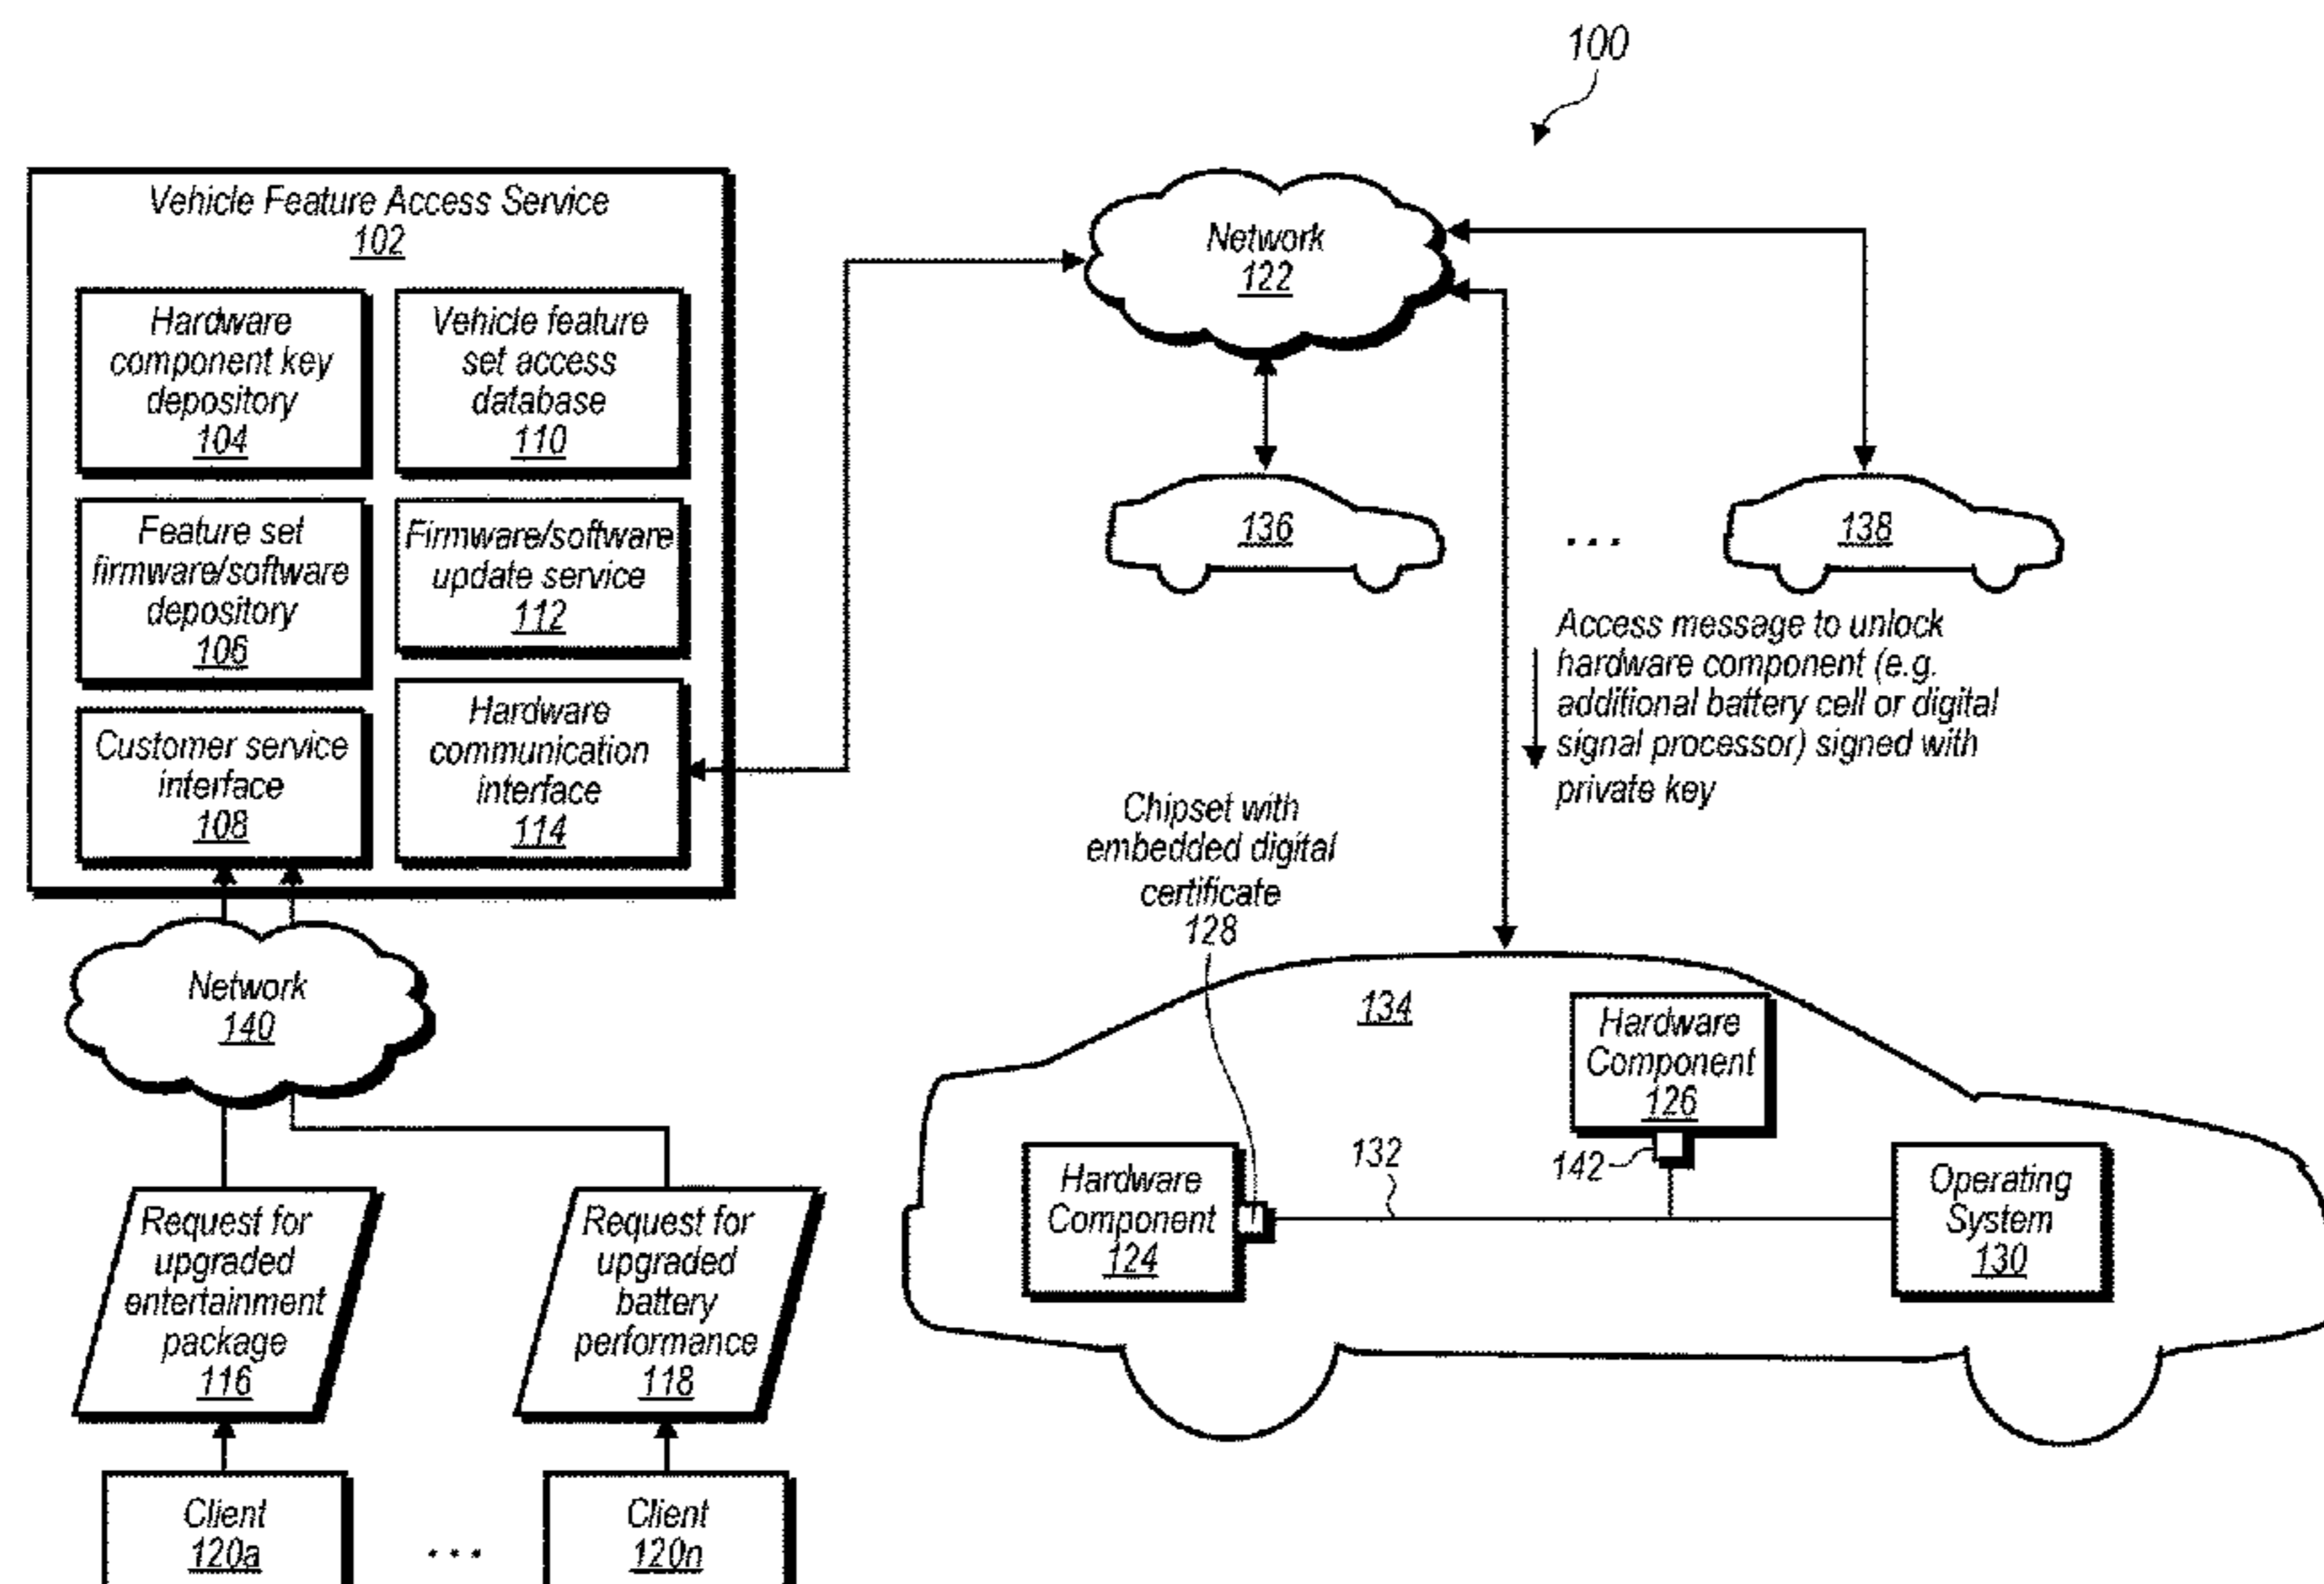 100
Vehicle Feature Access Service
102
Hardware
component key
depository
104
Vehicle feature
set access
database
110
Feature set
firmware/software
depository
106
Firmware/software
update service
112
Customer service
interface
108
Hardware
communication
interface
114
Network
140
Request for
upgraded
entertainment
package
116
Request for
upgraded
battery
performance
118
Client
120a
...
Client
120n
Network
122
136
...
138
Access message to unlock
hardware component (e.g.
additional battery cell or digital
signal processor) signed with
private key
Chipset with
embedded digital
certificate
128
134
Hardware
Component
126
142
132
Hardware
Component
124
Operating
System
130